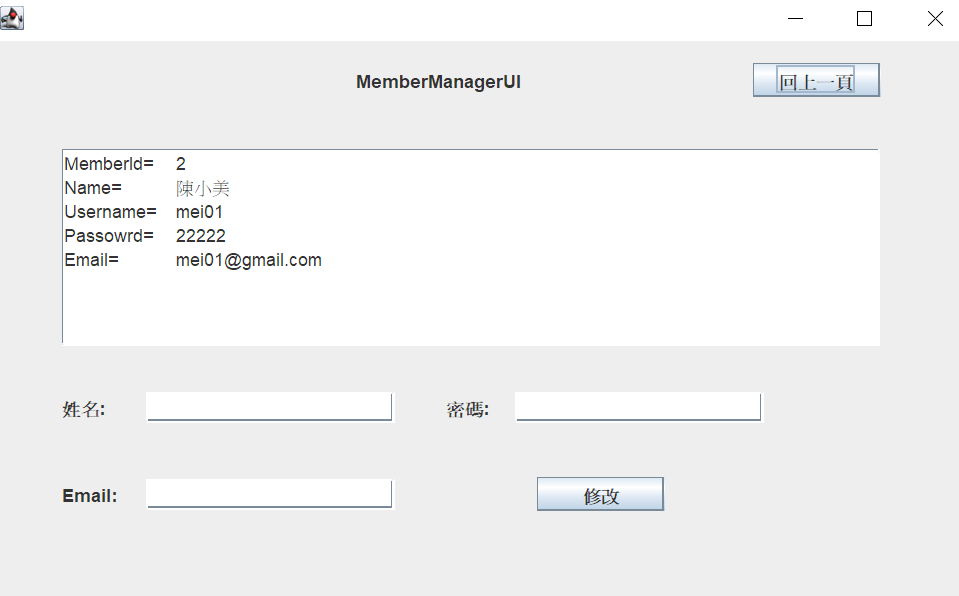 MemberManagerUI
回上一頁
MemberId= 2
Name= 陳小美
Username= mei01
Passowrd= 22222
Email= mei01@gmail.com
姓名: 密碼:
Email: 修改